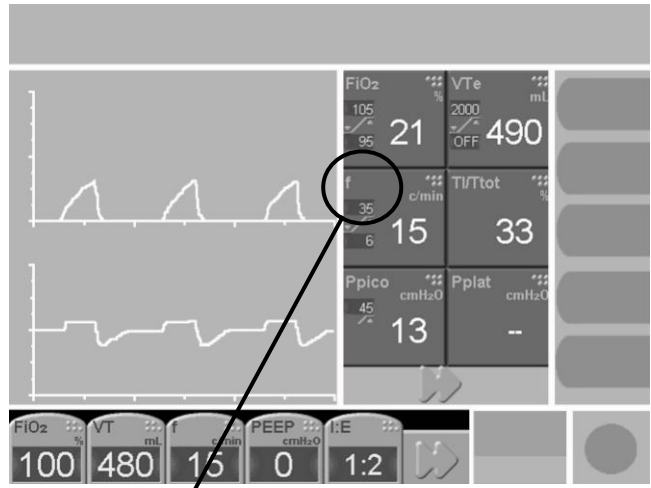 FiO2 %
105
95
21
VTe mL
2000
OFF
490
f c/min
35
6
15
TI/Ttot %
33
Ppico cmH2O
45
13
Pplat cmH2O
--
FiO2 %
100
VT mL
480
f c/min
15
PEEP cmH2O
0
I:E
1:2